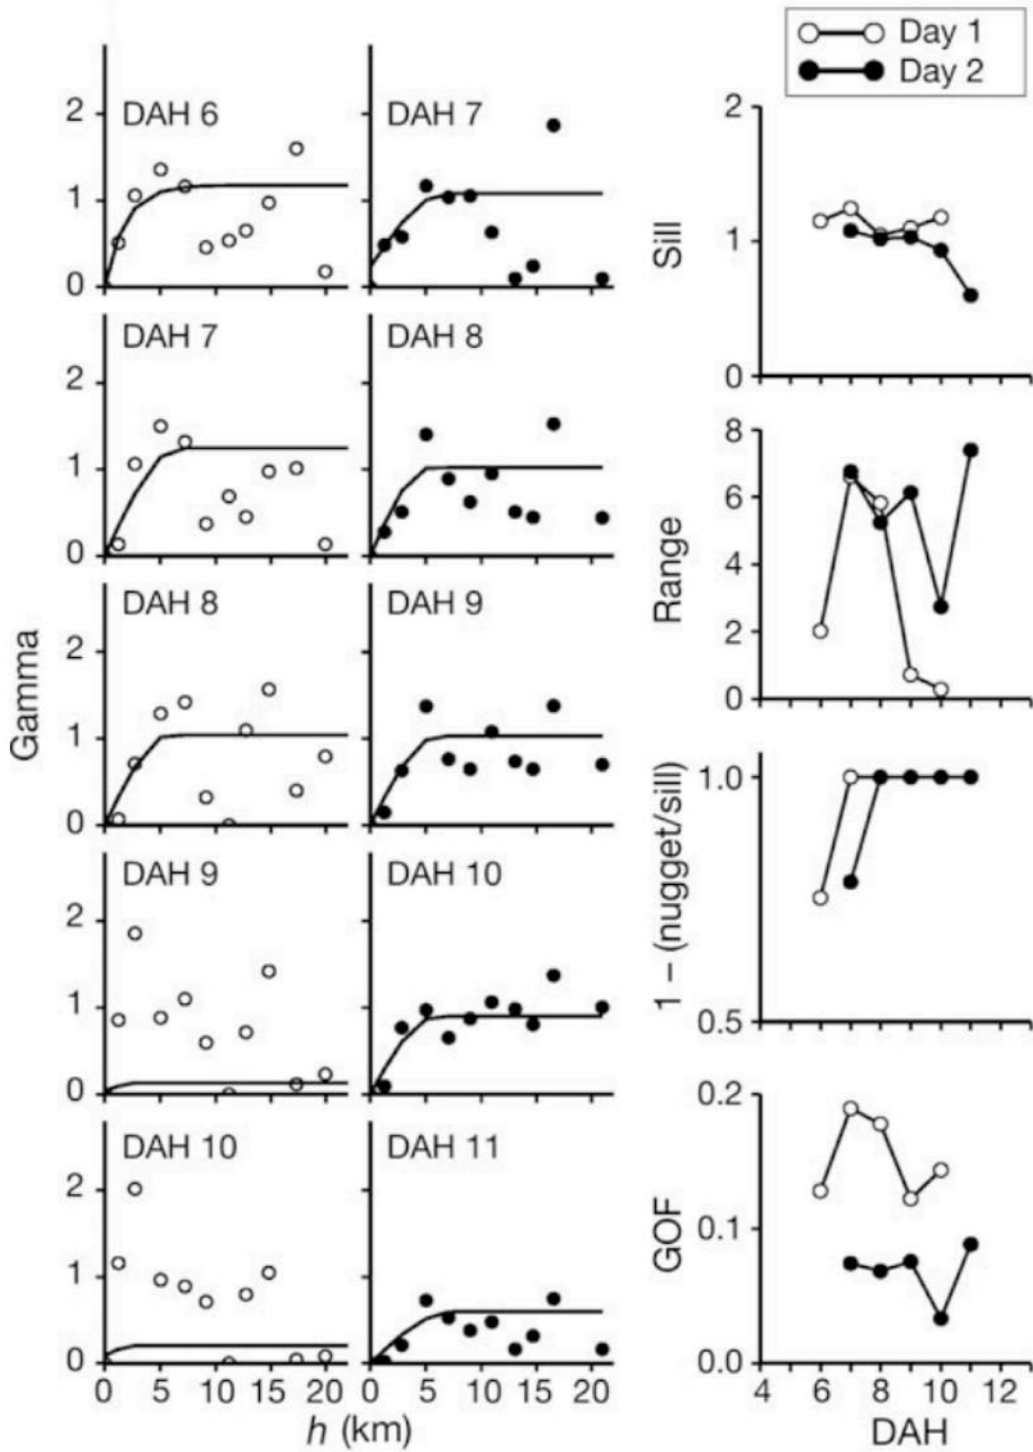 Day 1
Day 2
DAH 6
DAH 7
2
1
0
DAH 7
DAH 8
2
1
0
DAH 8
DAH 9
2
1
0
DAH 9
DAH 10
2
1
0
DAH 10
DAH 11
2
1
0
0 5 10 15 20
0 5 10 15 20
Gamma
h (km)
2
1
0
Sill
8
6
4
2
0
Range
1.0
0.5
1 – (nugget/sill)
0.2
0.1
0.0
GOF
4 6 8 10 12
DAH